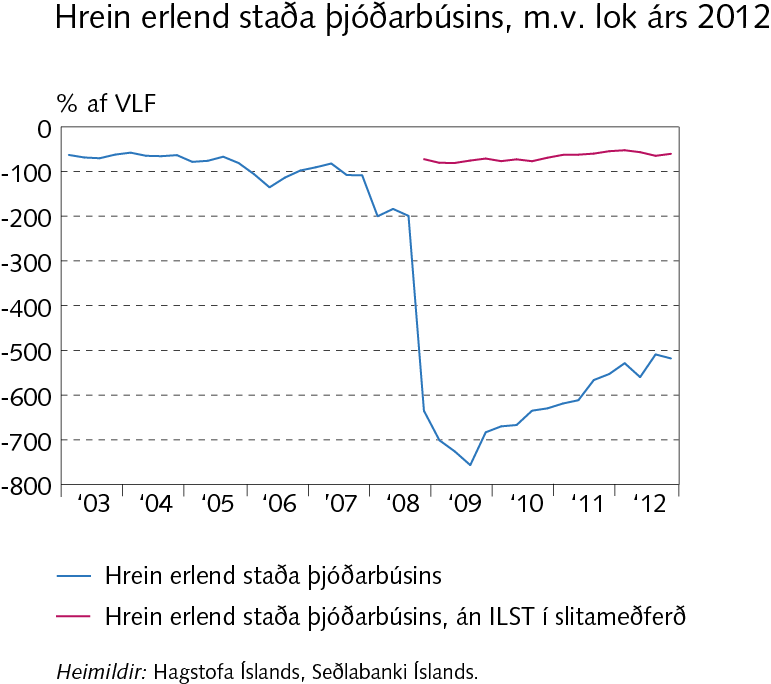 Hrein erlend staða þjóðarbúsins, m.v. lok árs 2012
% af VLF
0
-100
-200
-300
-400
-500
-600
-700
-800
‘03 ‘04 ‘05 ‘06 ‘07 ‘08 ‘09 ‘10 ‘11 ‘12
Hrein erlend staða þjóðarbúsins
Hrein erlend staða þjóðarbúsins, án ILST í slitameðferð
Heimildir: Hagstofa Íslands, Seðlabanki Íslands.